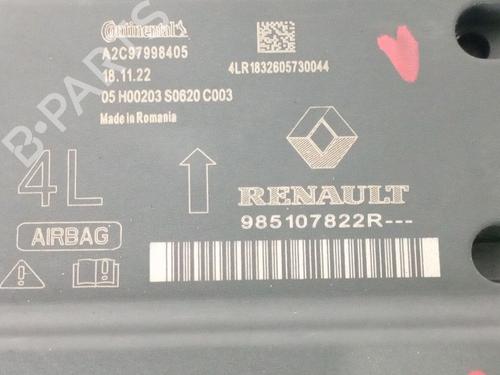 Continental
A2C97998405
18.11.22
05 H00203 S0620 C003
Made in Romania
4LR1832605730044
4L
AIRBAG
RENAULT
985107822R---
B-PARTS